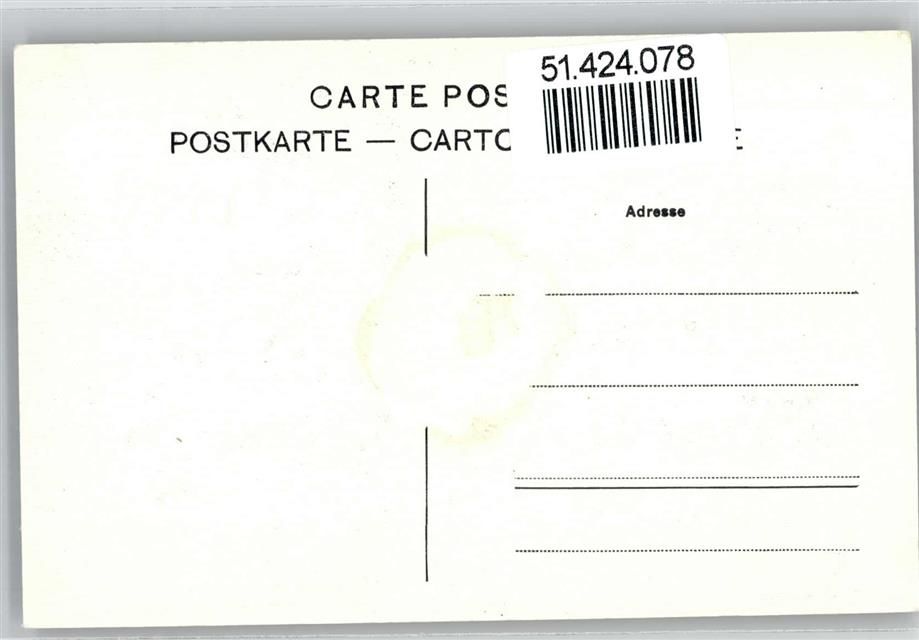 51.424.078
CARTE POS
POSTKARTE — CARTO E
Adresse